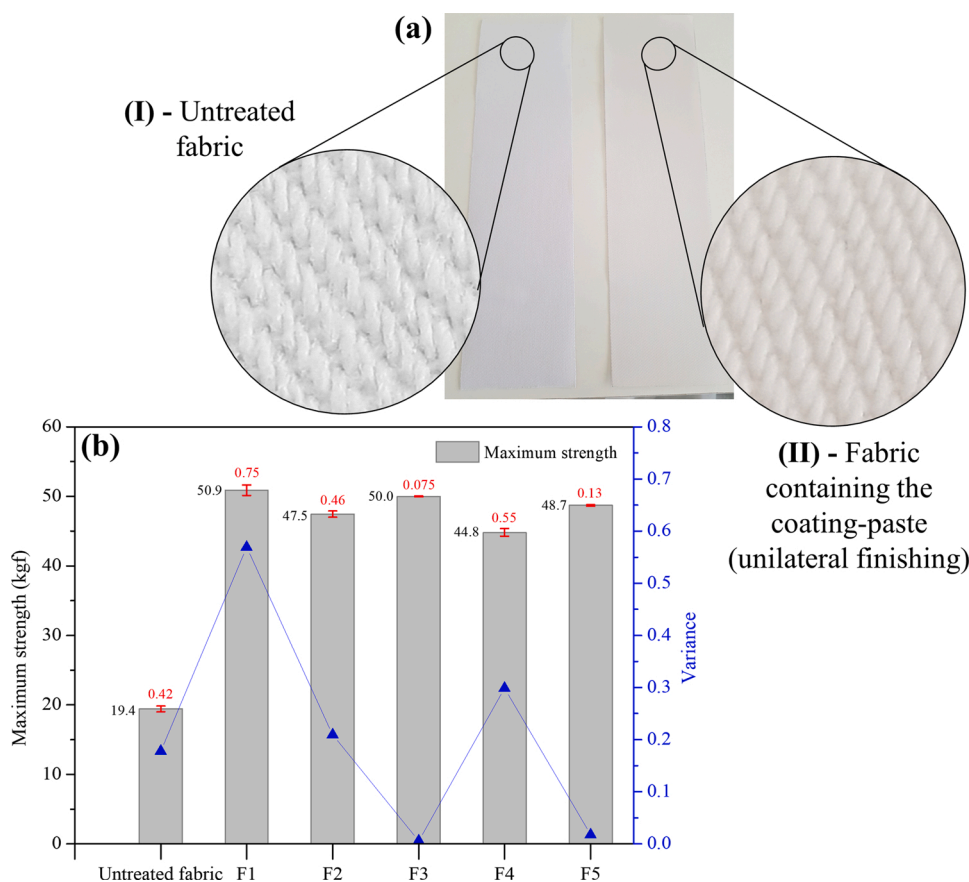 (a)
(I) - Untreated
fabric
(II) - Fabric
containing the
coating-paste
(unilateral finishing)
(b)
Maximum strength
Maximum strength (kgf)
60
50
40
30
20
10
0
19.4
0.42
50.9
0.75
47.5
0.46
50.0
0.075
44.8
0.55
48.7
0.13
0.8
0.7
0.6
0.5
0.4
0.3
0.2
0.1
0.0
Variance
Untreated fabric F1 F2 F3 F4 F5